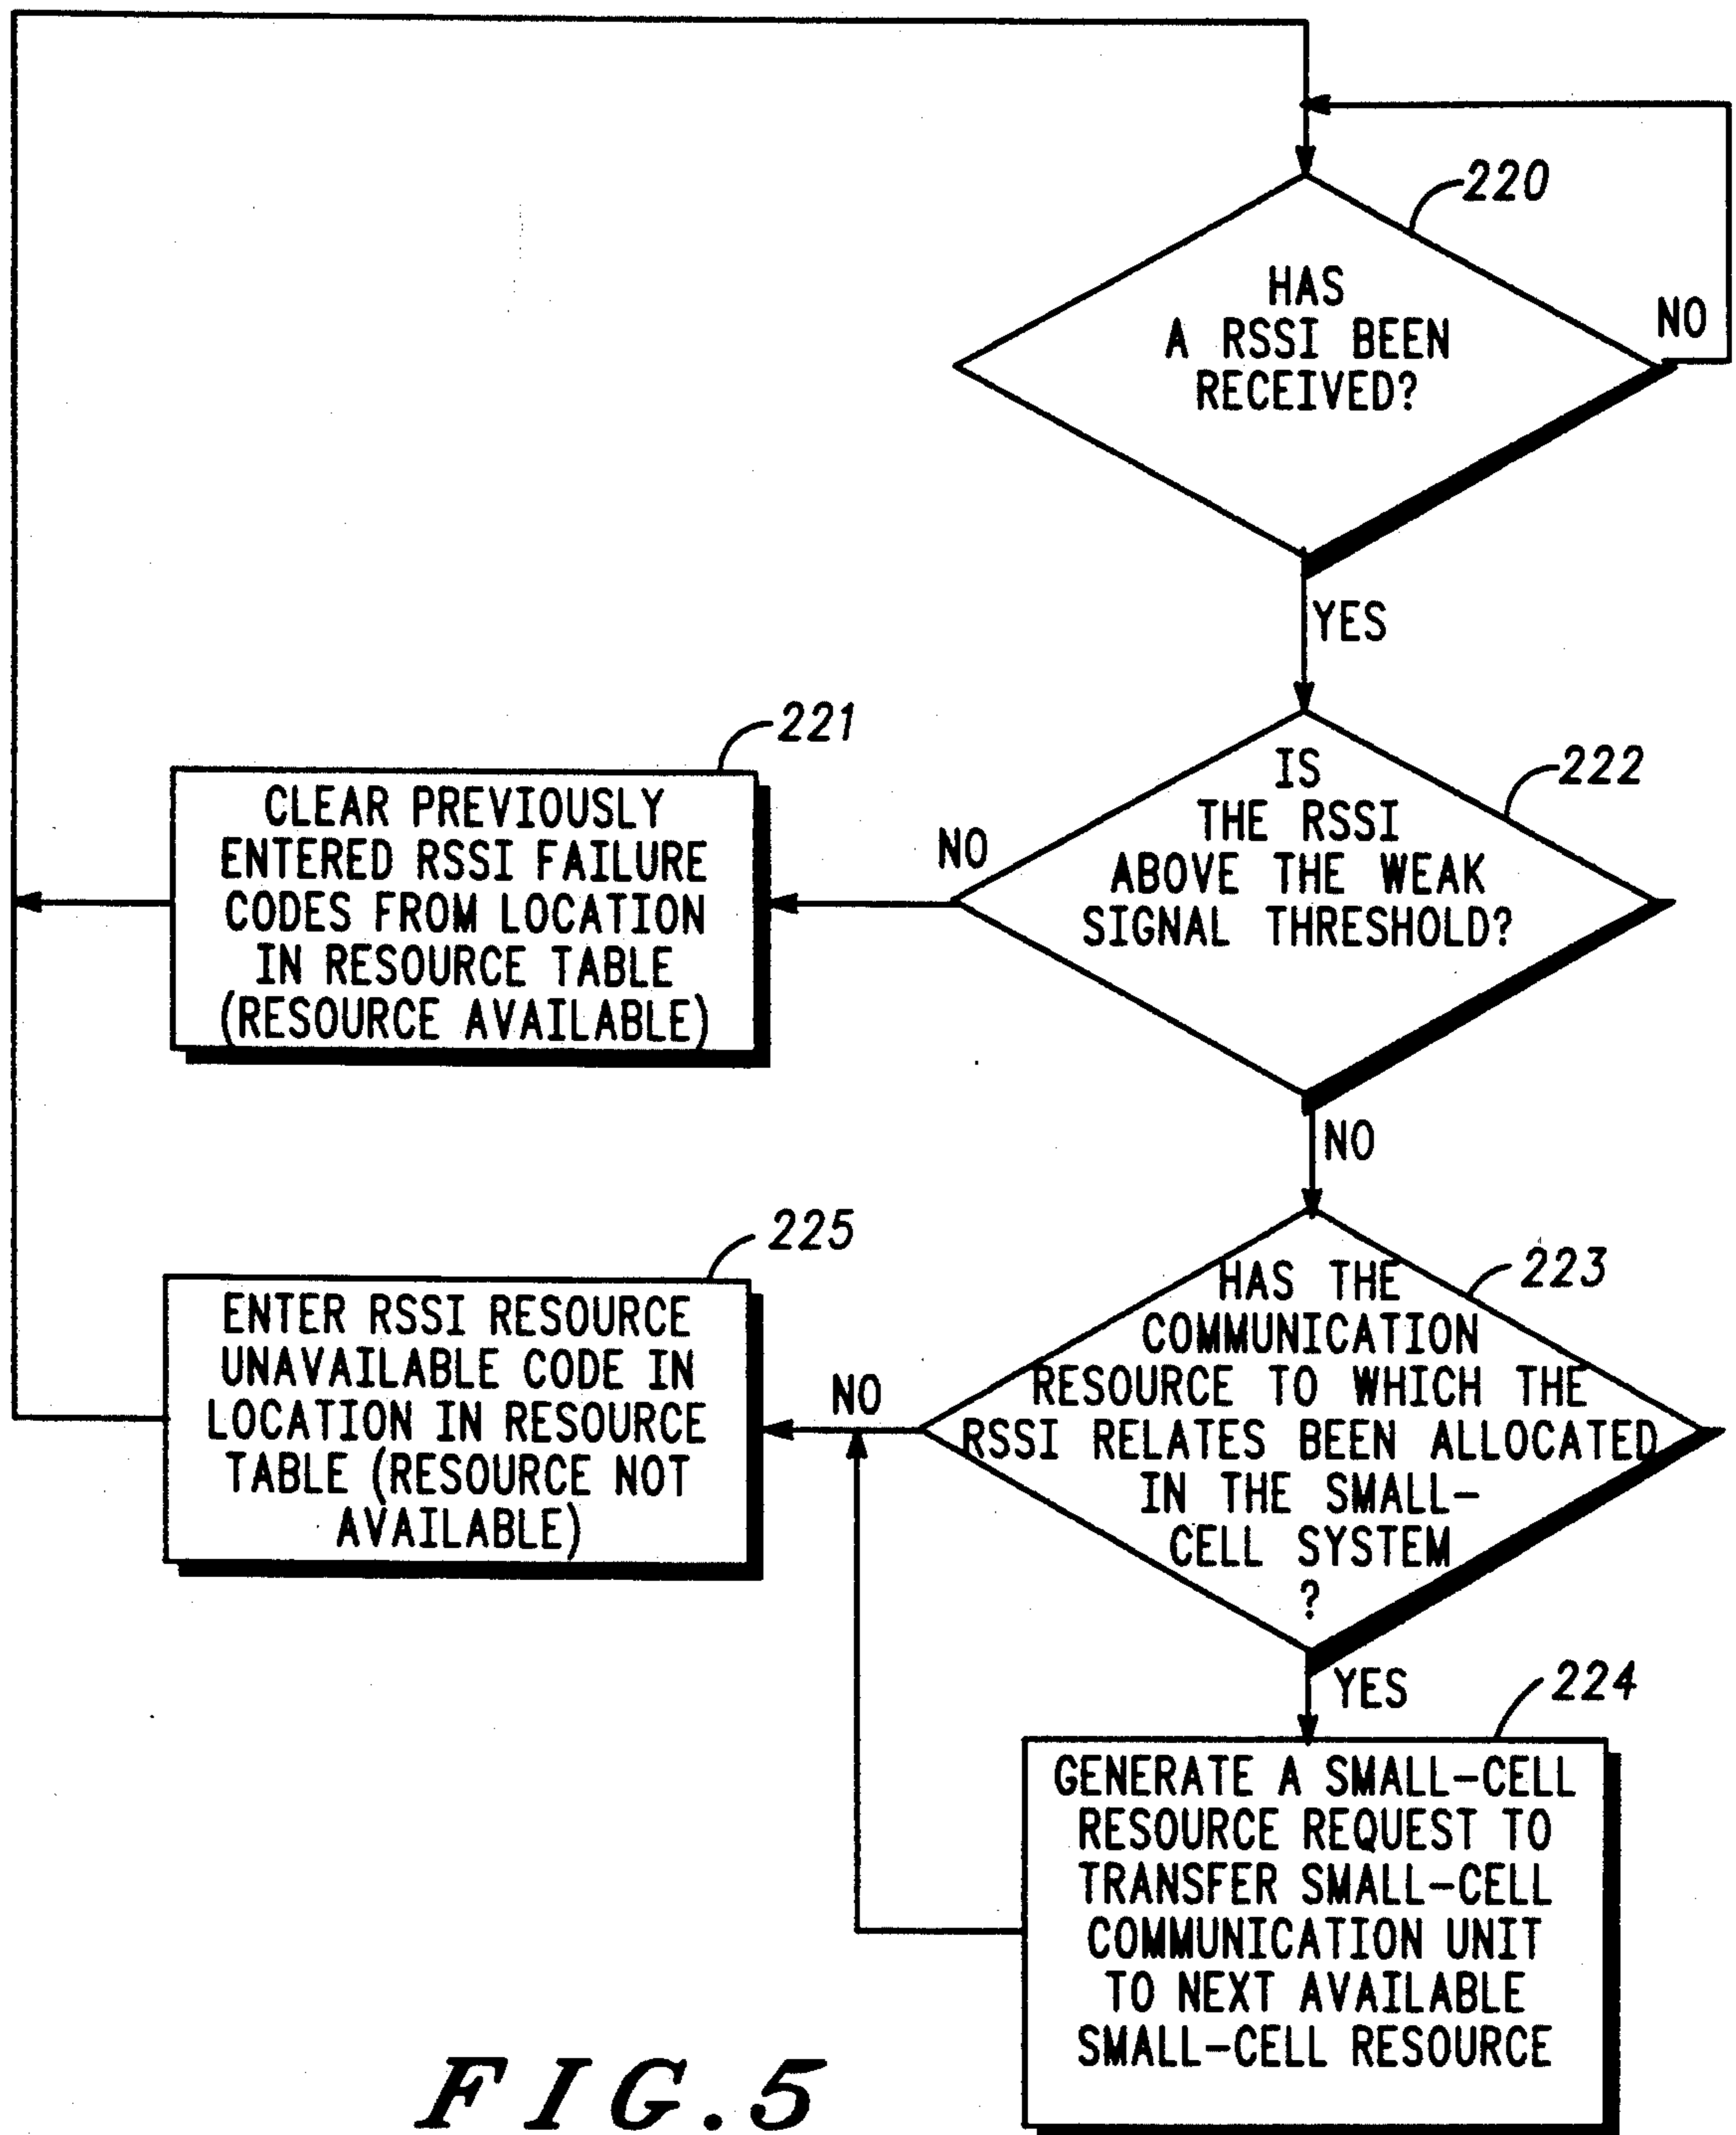 220
HAS
A RSSI BEEN
RECEIVED?
NO
YES
221
CLEAR PREVIOUSLY
ENTERED RSSI FAILURE
CODES FROM LOCATION
IN RESOURCE TABLE
(RESOURCE AVAILABLE)
NO
222
IS
THE RSSI
ABOVE THE WEAK
SIGNAL THRESHOLD?
NO
225
ENTER RSSI RESOURCE
UNAVAILABLE CODE IN
LOCATION IN RESOURCE
TABLE (RESOURCE NOT
AVAILABLE)
NO
223
HAS THE
COMMUNICATION
RESOURCE TO WHICH THE
RSSI RELATES BEEN ALLOCATED
IN THE SMALL-
CELL SYSTEM
?
YES
224
GENERATE A SMALL-CELL
RESOURCE REQUEST TO
TRANSFER SMALL-CELL
COMMUNICATION UNIT
TO NEXT AVAILABLE
SMALL-CELL RESOURCE
FIG.5